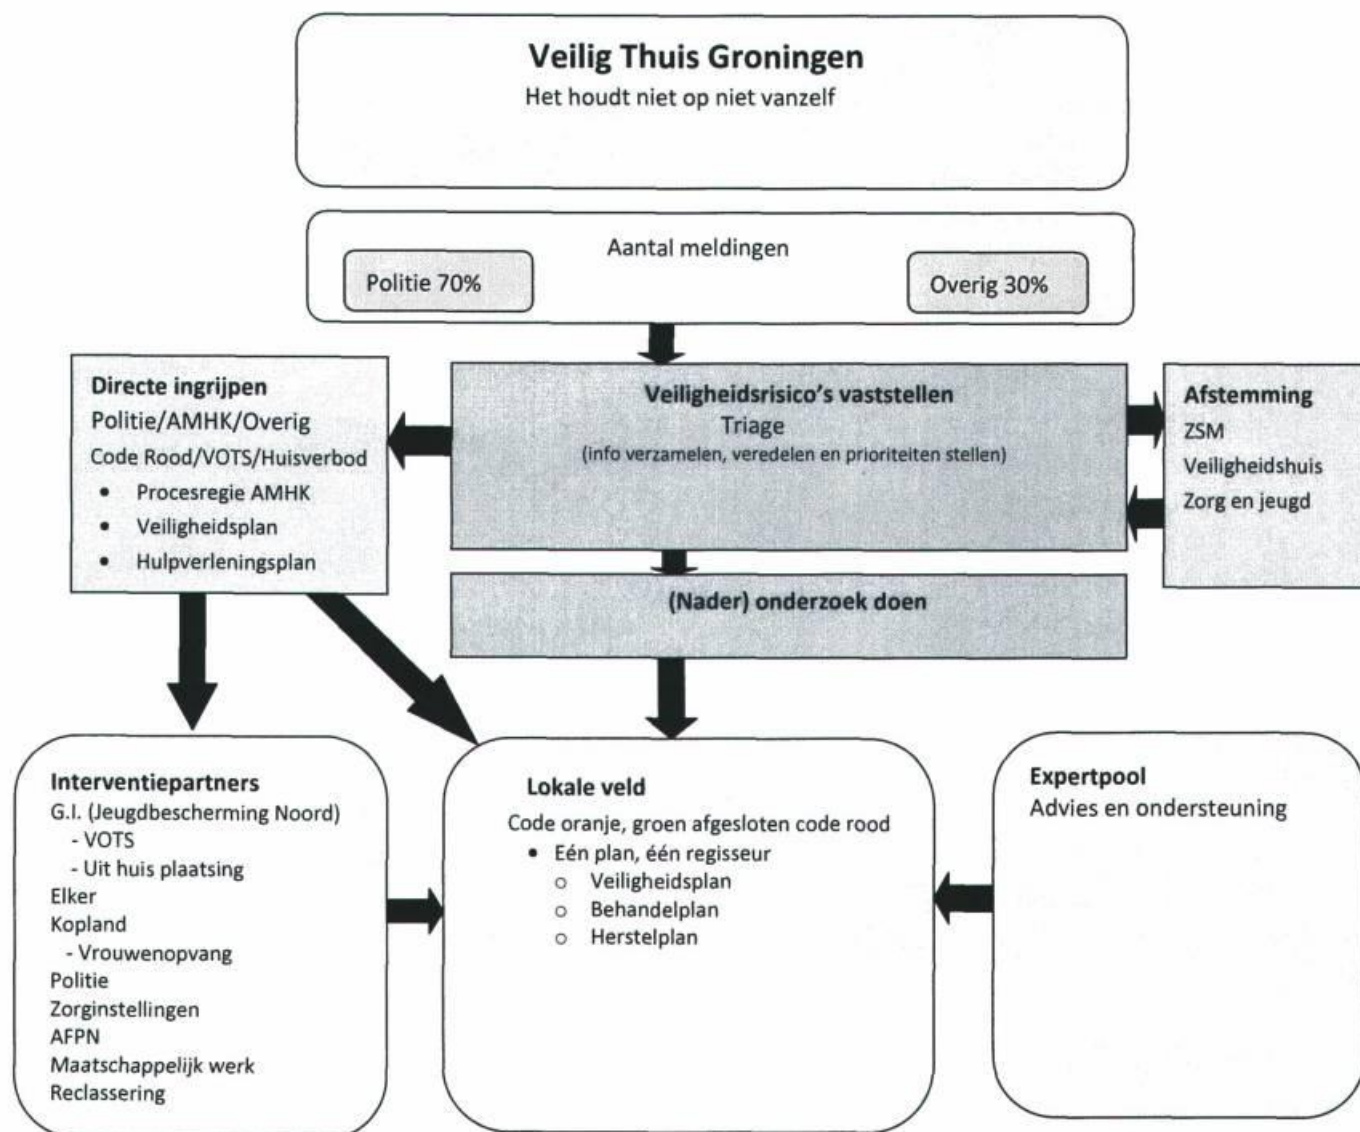 Veilig Thuis Groningen
Het houdt niet op niet vanzelf
Aantal meldingen
Politie 70%
Overig 30%
Directe ingrijpen
Politie/AMHK/Overig
Code Rood/VOTS/Huisverbod
• Procesregie AMHK
• Veiligheidsplan
• Hulpverleningsplan
Veiligheidsrisico's vaststellen
Triage
(info verzamelen, veredelen en prioriteiten stellen)
Afstemming
ZSM
Veiligheidshuis
Zorg en jeugd
(Nader) onderzoek doen
Interventiepartners
G.I. (Jeugdbescherming Noord)
- VOTS
- Uit huis plaatsing
Elker
Kopland
- Vrouwenopvang
Politie
Zorginstellingen
AFPN
Maatschappelijk werk
Reclassering
Lokale veld
Code oranje, groen afgesloten code rood
• Eén plan, één regisseur
o Veiligheidsplan
o Behandelplan
o Herstelplan
Expertpool
Advies en ondersteuning